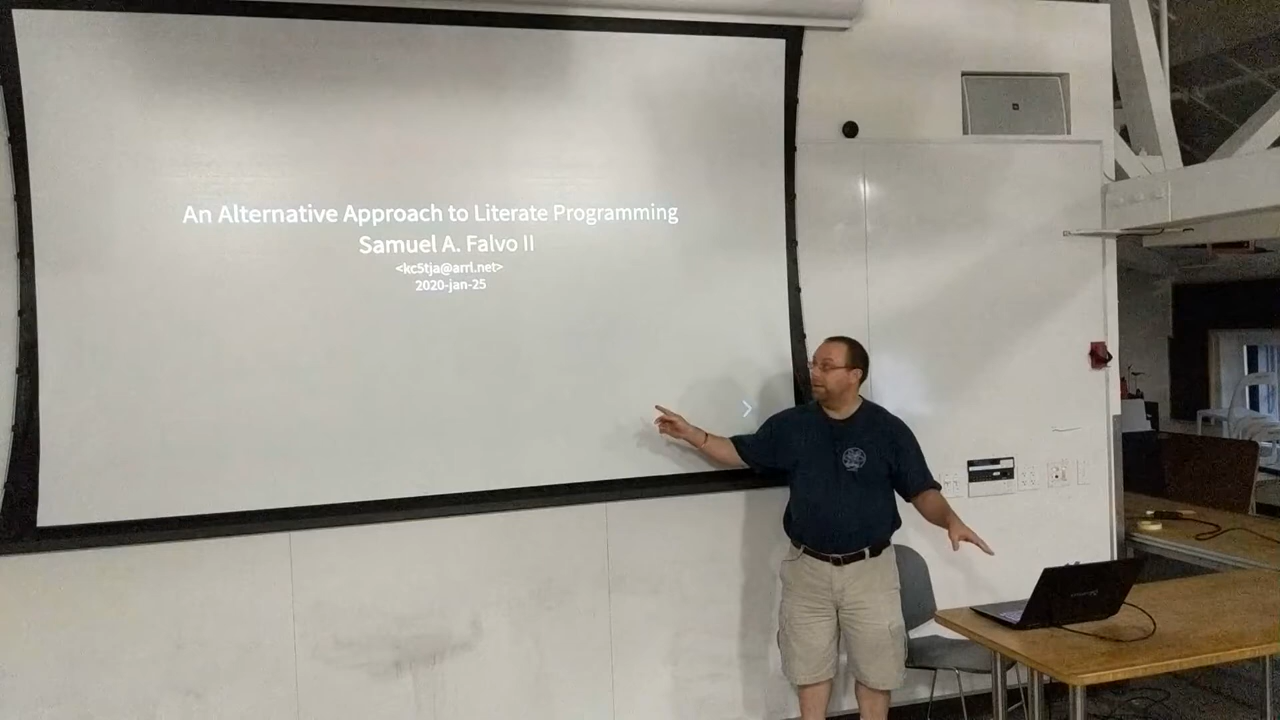 An Alternative Approach to Literate Programming
Samuel A. Falvo II
<kc5tja@arrl.net>
2020-jan-25